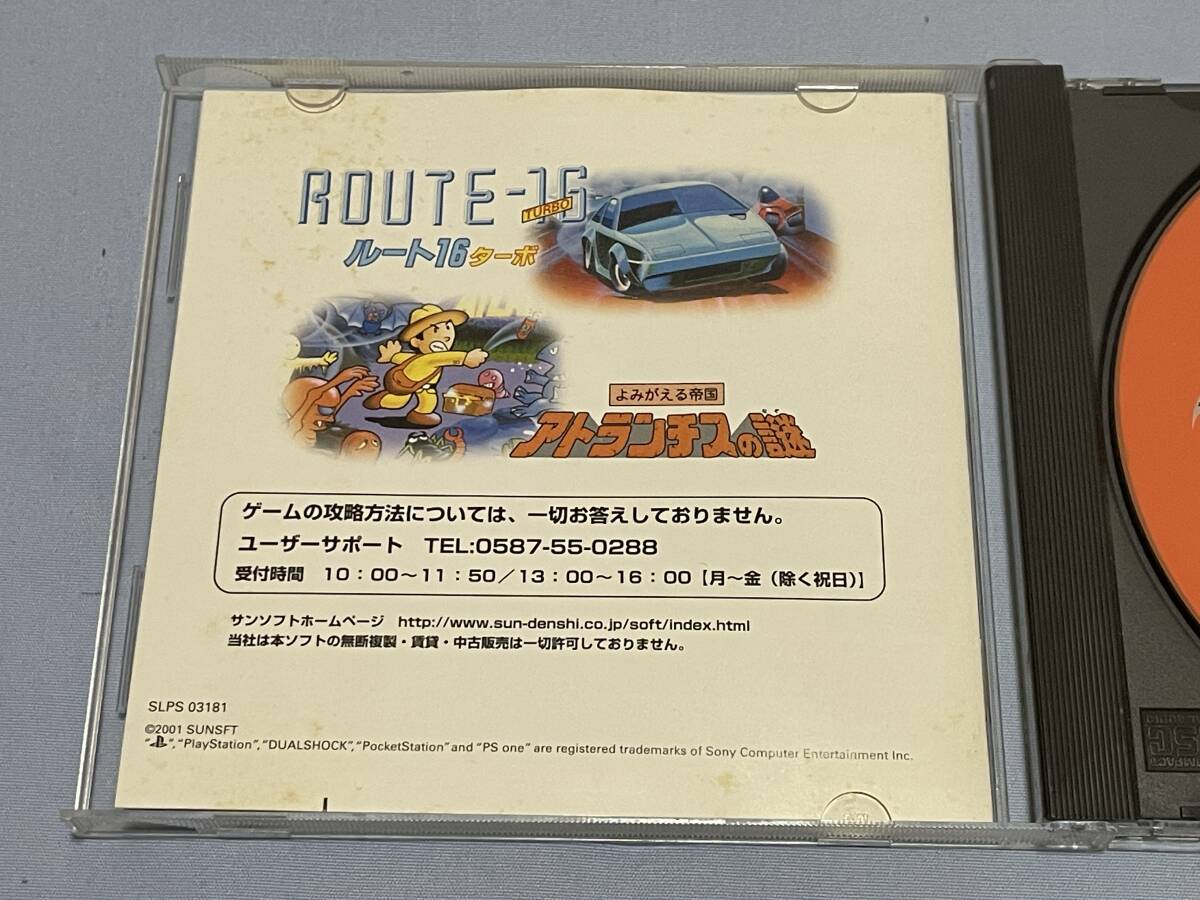 ROUTE-16
TURBO
ルート16ターボ
よみがえる帝国
アトランチスの謎
ゲームの攻略方法については、一切お答えしておりません。
ユーザーサポート TEL:0587-55-0288
受付時間 10:00～11:50／13:00～16:00【月～金（除く祝日）】
サンソフトホームページ http://www.sun-denshi.co.jp/soft/index.html
当社は本ソフトの無断複製・賃貸・中古販売は一切許可しておりません。
SLPS 03181
©2001 SUNSFT
" ", "PlayStation", "DUALSHOCK", "PocketStation" and "PS one" are registered trademarks of Sony Computer Entertainment Inc.